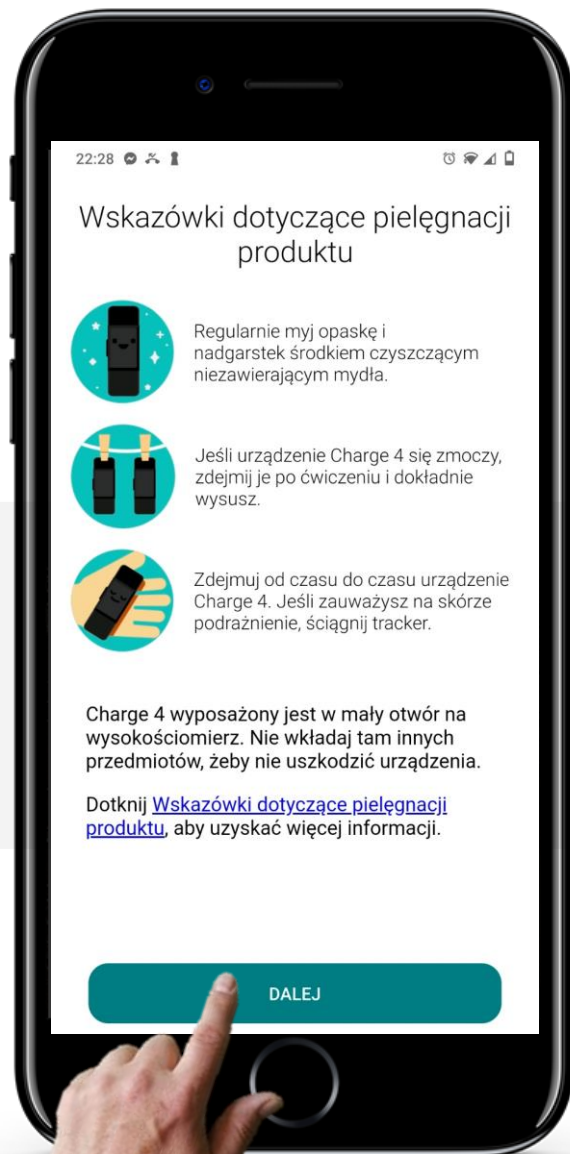 22:28
Wskazówki dotyczące pielęgnacji
produktu
Regularnie myj opaskę i
nadgarstek środkiem czyszczącym
niezawierającym mydła.
Jeśli urządzenie Charge 4 się zmoczy,
zdejmij je po ćwiczeniu i dokładnie
wysusz.
Zdejmuj od czasu do czasu urządzenie
Charge 4. Jeśli zauważysz na skórze
podrażnienie, ściągnij tracker.
Charge 4 wyposażony jest w mały otwór na
wysokościomierz. Nie wkładaj tam innych
przedmiotów, żeby nie uszkodzić urządzenia.
Dotknij Wskazówki dotyczące pielęgnacji
produktu, aby uzyskać więcej informacji.
DALEJ